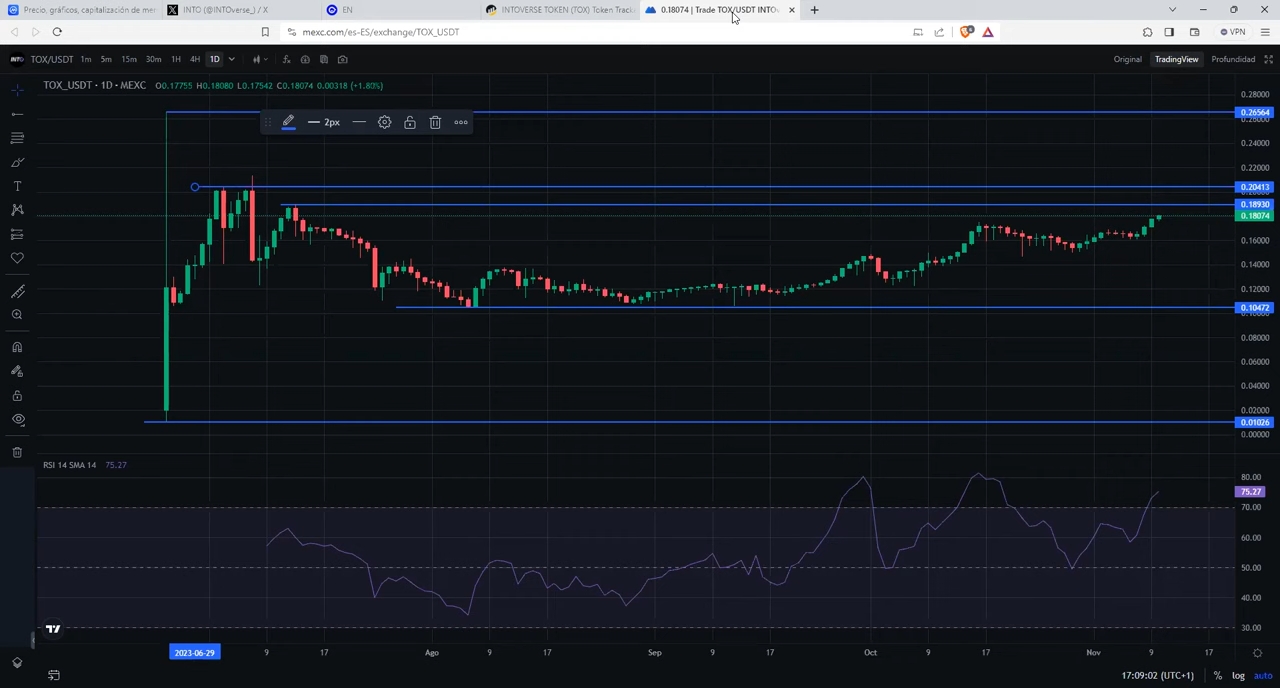 Precio, gráficos, capitalización de mer
INTO (@INTOverse_) / X
EN
INTOVERSE TOKEN (TOX) Token Track
0.18074 | Trade TOX/USDT INTO
mexc.com/es-ES/exchange/TOX_USDT
6
VPN
INTO TOX/USDT 1m 5m 15m 30m 1H 4H 1D
Original TradingView Profundidad
TOX_USDT · 1D · MEXC O0.17755 H0.18080 L0.17542 C0.18074 0.00318 (+1.80%)
2px
0.28000
0.26564
0.24000
0.22000
0.20413
0.18930
0.18074
0.16000
0.14000
0.12000
0.10472
0.08000
0.06000
0.04000
0.02000
0.01026
0.00000
RSI 14 SMA 14 75.27
80.00
75.27
70.00
60.00
50.00
40.00
30.00
2023-06-29 9 17 Ago 9 17 Sep 9 17 Oct 9 17 Nov 9 17
17:09:02 (UTC+1) % log auto